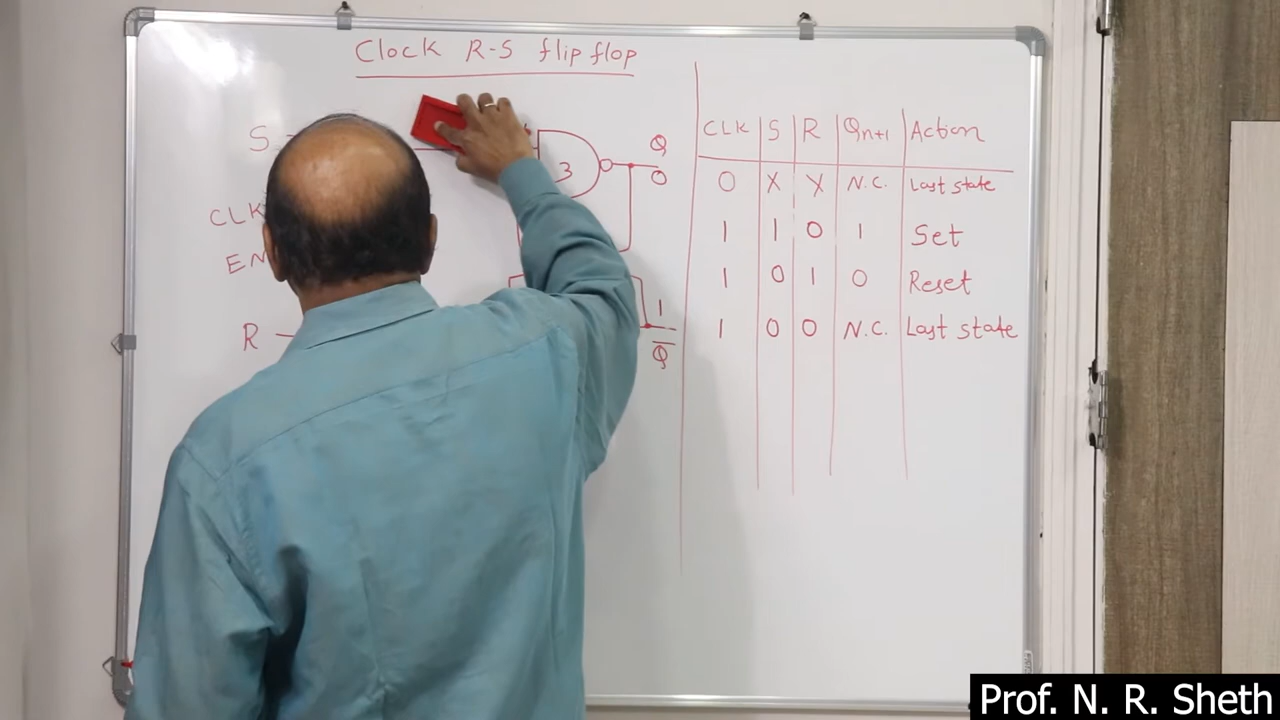 Clock R-S flip flop
S
CLK
EN
R
3
Q
0
1
Q̅
CLK S R Qn+1 Action
0 X X N.C. Last state
1 1 0 1 Set
1 0 1 0 Reset
1 0 0 N.C. Last state
Prof. N. R. Sheth